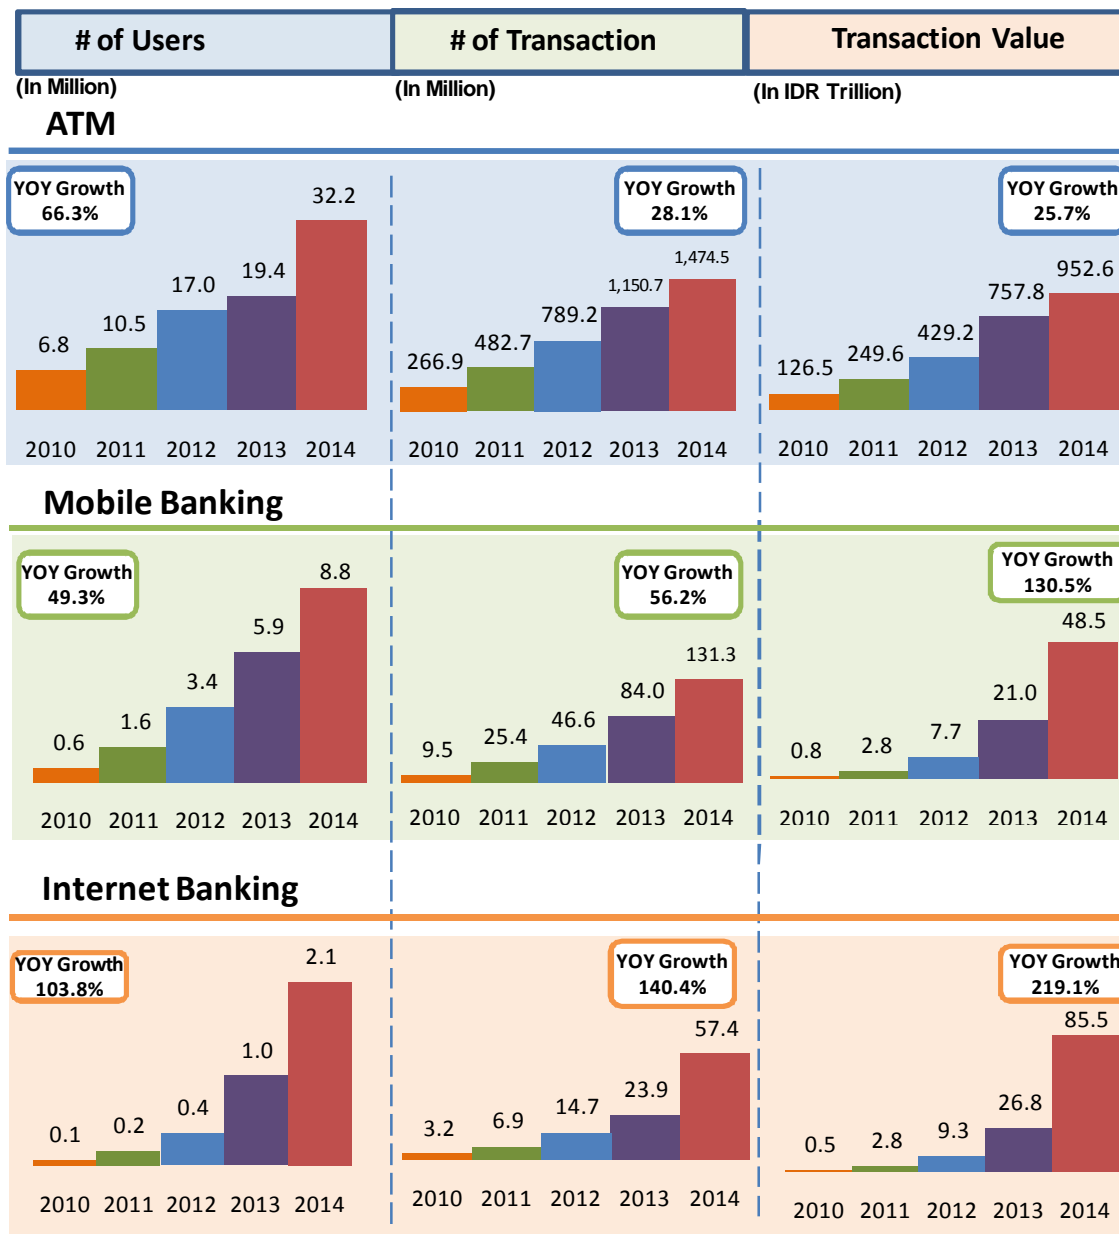 # of Users
# of Transaction
Transaction Value
(In Million)
(In Million)
(In IDR Trillion)
ATM
YOY Growth
66.3%
6.8
10.5
17.0
19.4
32.2
2010 2011 2012 2013 2014
YOY Growth
28.1%
266.9
482.7
789.2
1,150.7
1,474.5
2010 2011 2012 2013 2014
YOY Growth
25.7%
126.5
249.6
429.2
757.8
952.6
2010 2011 2012 2013 2014
Mobile Banking
YOY Growth
49.3%
0.6
1.6
3.4
5.9
8.8
2010 2011 2012 2013 2014
YOY Growth
56.2%
9.5
25.4
46.6
84.0
131.3
2010 2011 2012 2013 2014
YOY Growth
130.5%
0.8
2.8
7.7
21.0
48.5
2010 2011 2012 2013 2014
Internet Banking
YOY Growth
103.8%
0.1
0.2
0.4
1.0
2.1
2010 2011 2012 2013 2014
YOY Growth
140.4%
3.2
6.9
14.7
23.9
57.4
2010 2011 2012 2013 2014
YOY Growth
219.1%
0.5
2.8
9.3
26.8
85.5
2010 2011 2012 2013 2014